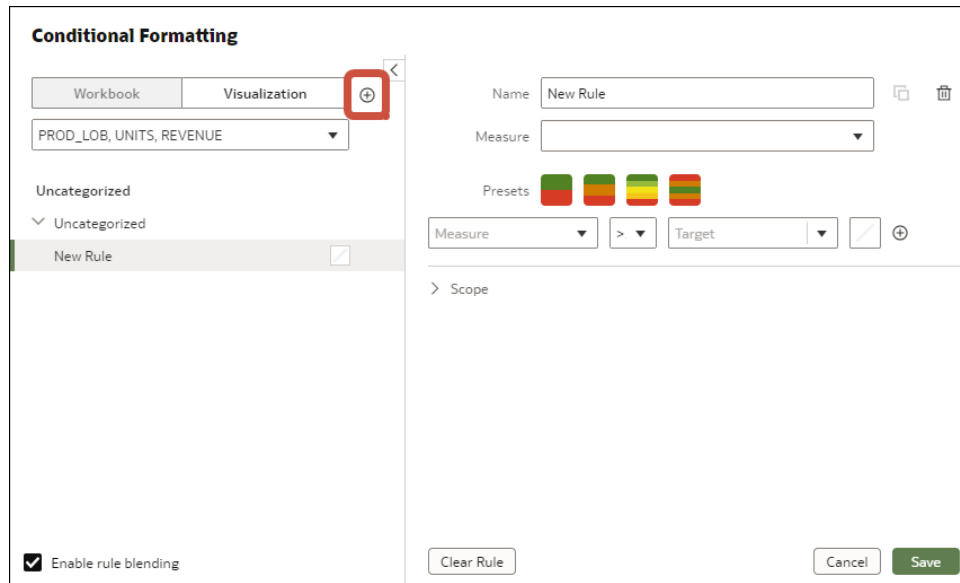 Conditional Formatting
Workbook
Visualization
PROD_LOB, UNITS, REVENUE
Uncategorized
Uncategorized
New Rule
Enable rule blending
Name
New Rule
Measure
Presets
Measure
>
Target
Scope
Clear Rule
Cancel
Save